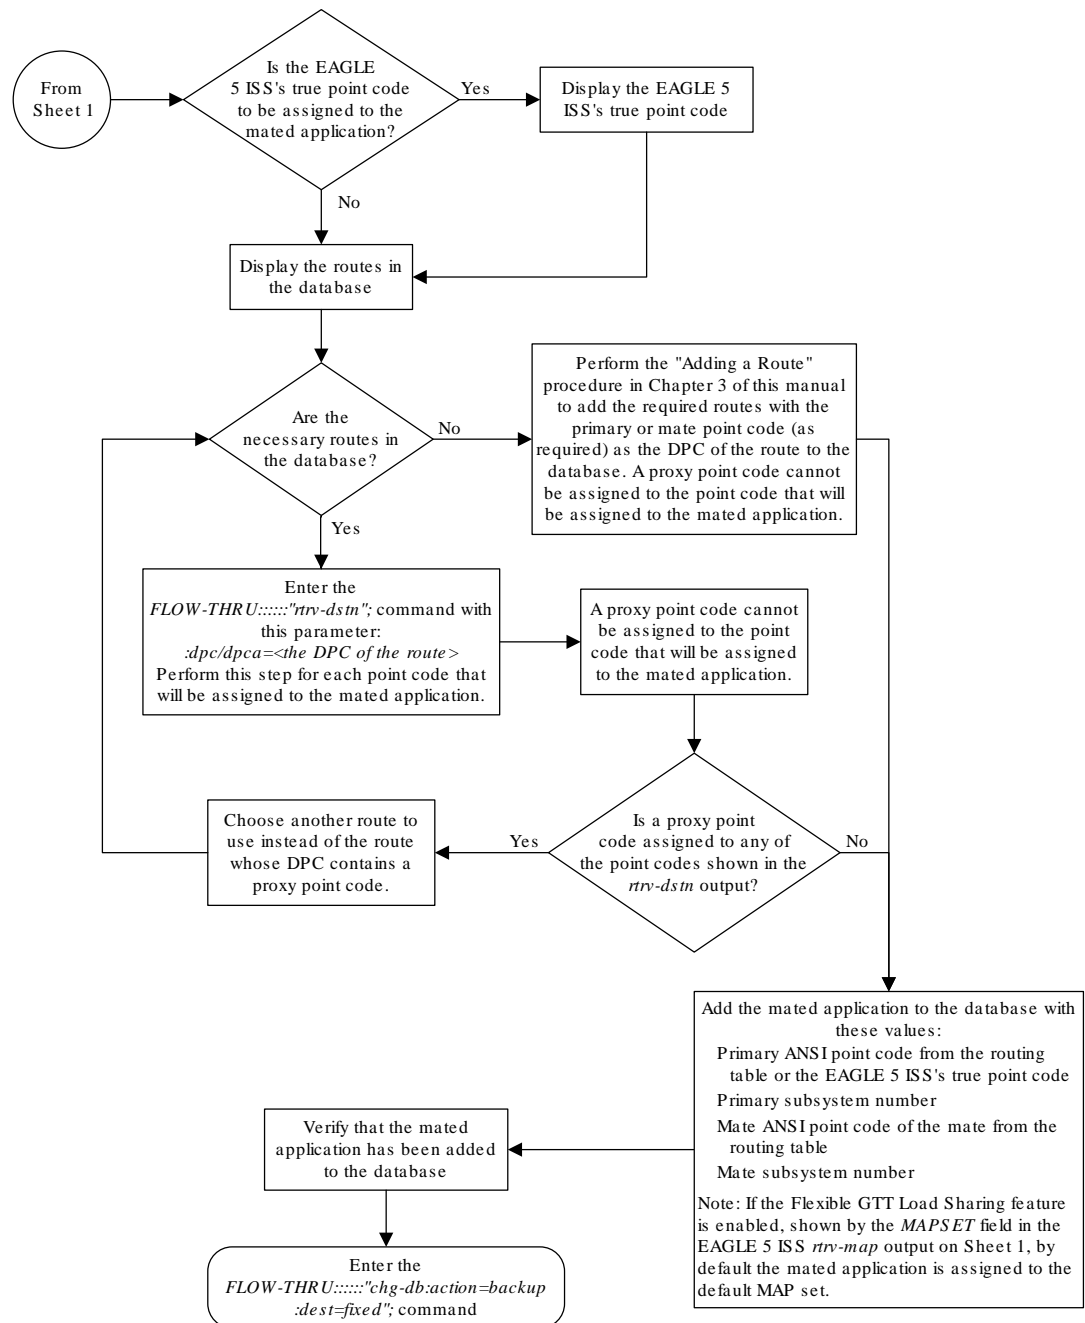 From
Sheet 1
Is the EAGLE
5 ISS's true point code
to be assigned to the
mated application?
Yes
Display the EAGLE 5
ISS's true point code
No
Display the routes in
the database
Are the
necessary routes in
the database?
No
Perform the "Adding a Route"
procedure in Chapter 3 of this manual
to add the required routes with the
primary or mate point code (as
required) as the DPC of the route to the
database. A proxy point code cannot
be assigned to the point code that will
be assigned to the mated application.
Yes
Enter the
FLOW-THRU::::::"rtrv-dstn"; command with
this parameter:
:dpc/dpca=<the DPC of the route>
Perform this step for each point code that
will be assigned to the mated application.
A proxy point code cannot
be assigned to the point
code that will be assigned
to the mated application.
Is a proxy point
code assigned to any of
the point codes shown in the
rtrv-dstn output?
Yes
No
Choose another route to
use instead of the route
whose DPC contains a
proxy point code.
Add the mated application to the database with
these values:
Primary ANSI point code from the routing
table or the EAGLE 5 ISS's true point code
Primary subsystem number
Mate ANSI point code of the mate from the
routing table
Mate subsystem number
Note: If the Flexible GTT Load Sharing feature
is enabled, shown by the MAPSET field in the
EAGLE 5 ISS rtrv-map output on Sheet 1, by
default the mated application is assigned to the
default MAP set.
Verify that the mated
application has been added
to the database
Enter the
FLOW-THRU::::::"chg-db:action=backup
:dest=fixed"; command